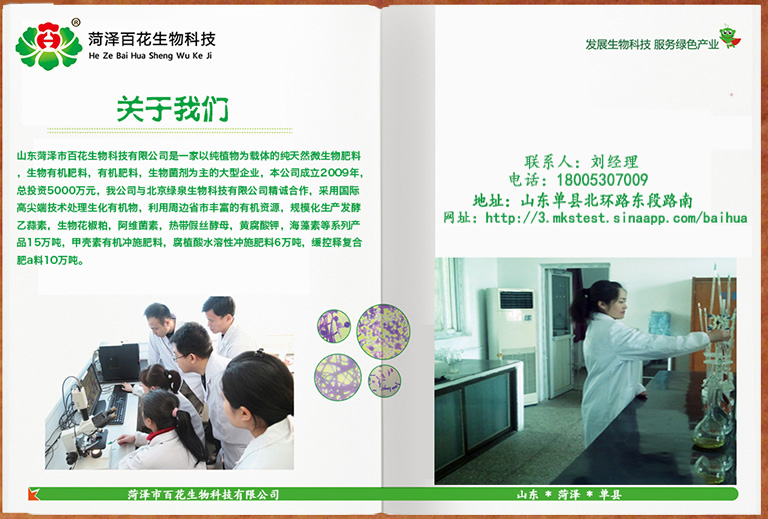 ®
菏泽百花生物科技
He Ze Bai Hua Sheng Wu Ke Ji
关于我们
山东菏泽市百花生物科技有限公司是一家以纯植物为载体的纯天然微生物肥料
，生物有机肥料，有机肥料，生物菌剂为主的大型企业，本公司成立2009年，
总投资5000万元，我公司与北京绿泉生物科技有限公司精诚合作，采用国际
高尖端技术处理生化有机物，利用周边省市丰富的有机资源，规模化生产发酵
乙蒜素，生物花椒粕，阿维菌素，热带假丝酵母，黄腐酸钾，海藻素等系列产
品15万吨，甲壳素有机冲施肥料，腐植酸水溶性冲施肥料6万吨，缓控释复合
肥a料10万吨。
菏泽市百花生物科技有限公司
发展生物科技 服务绿色产业
联系人：刘经理
电话：18005307009
地址：山东单县北环路东段路南
网址：http://3.mkstest.sinaapp.com/baihua
山东 * 菏泽 * 单县